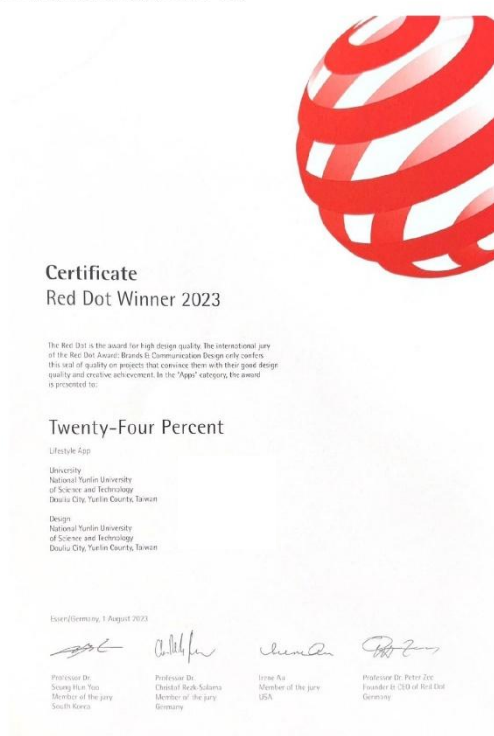 Certificate
Red Dot Winner 2023
The Red Dot is the award for high design quality. The international jury
of the Red Dot Award: Brands & Communication Design only confers
this seal of quality on projects that convince them with their good design
quality and creative achievement. In the "Apps" category, the award
is presented to:
Twenty-Four Percent
Lifestyle App
University
National Yunlin University
of Science and Technology
Douliu City, Yunlin County, Taiwan
Design
National Yunlin University
of Science and Technology
Douliu City, Yunlin County, Taiwan
Essen/Germany, 1 August 2023
Professor Dr.
Seung Hun Yoo
Member of the jury
South Korea
Professor Dr.
Christof Rezk-Salama
Member of the jury
Germany
Irene Au
Member of the jury
USA
Professor Dr. Peter Zec
Founder & CEO of Red Dot
Germany